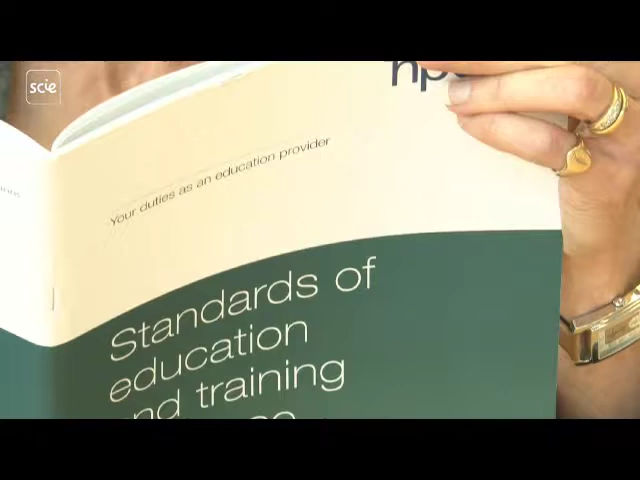 scie
hpc
Your duties as an education provider
Standards of
education
and training